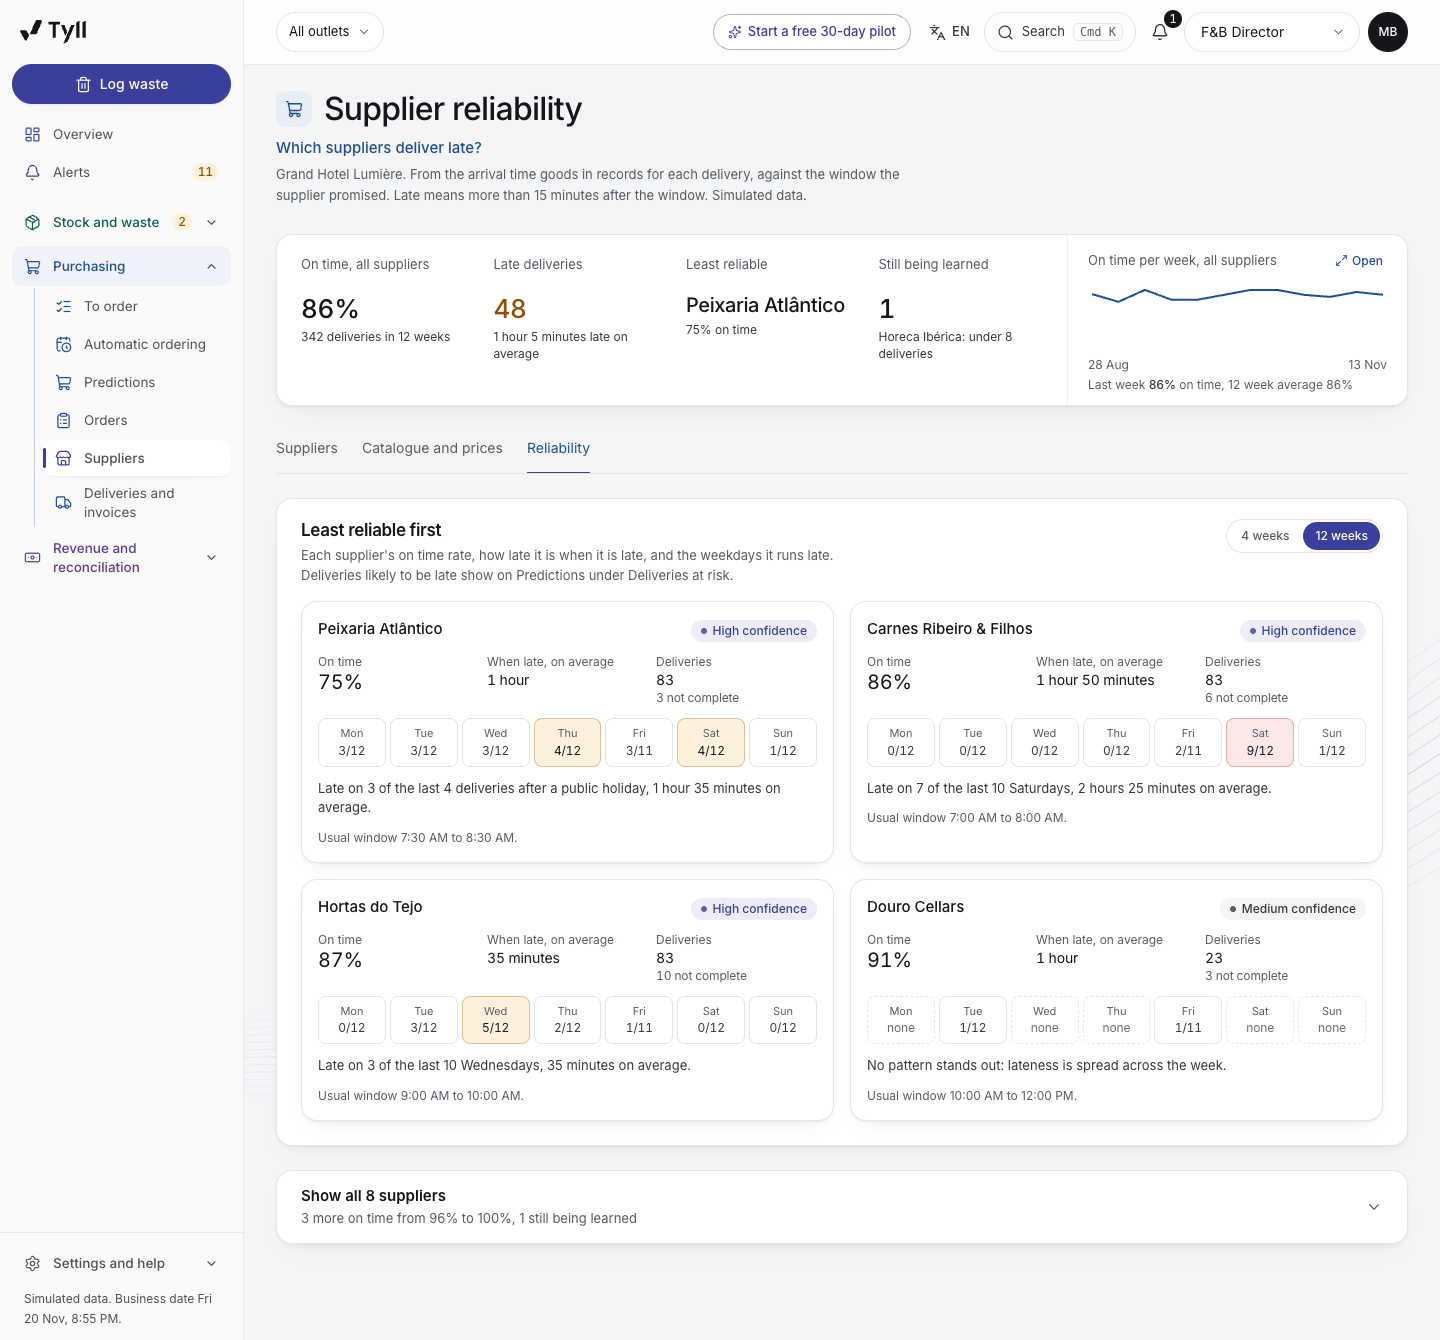 Tyll
Log waste
Overview
Alerts 11
Stock and waste 2
Purchasing
To order
Automatic ordering
Predictions
Orders
Suppliers
Deliveries and
invoices
Revenue and
reconciliation
Settings and help
Simulated data. Business date Fri
20 Nov, 8:55 PM.
All outlets
Start a free 30-day pilot
EN
Search Cmd K
1
F&B Director
MB
Supplier reliability
Which suppliers deliver late?
Grand Hotel Lumière. From the arrival time goods in records for each delivery, against the window the
supplier promised. Late means more than 15 minutes after the window. Simulated data.
On time, all suppliers
86%
342 deliveries in 12 weeks
Late deliveries
48
1 hour 5 minutes late on
average
Least reliable
Peixaria Atlântico
75% on time
Still being learned
1
Horeca Ibérica: under 8
deliveries
On time per week, all suppliers
Open
28 Aug 13 Nov
Last week 86% on time, 12 week average 86%
Suppliers Catalogue and prices Reliability
Least reliable first
Each supplier's on time rate, how late it is when it is late, and the weekdays it runs late.
Deliveries likely to be late show on Predictions under Deliveries at risk.
4 weeks 12 weeks
Peixaria Atlântico
High confidence
On time When late, on average Deliveries
75% 1 hour 83
3 not complete
Mon Tue Wed Thu Fri Sat Sun
3/12 3/12 3/12 4/12 3/11 4/12 1/12
Late on 3 of the last 4 deliveries after a public holiday, 1 hour 35 minutes on
average.
Usual window 7:30 AM to 8:30 AM.
Carnes Ribeiro & Filhos
High confidence
On time When late, on average Deliveries
86% 1 hour 50 minutes 83
6 not complete
Mon Tue Wed Thu Fri Sat Sun
0/12 0/12 0/12 0/12 2/11 9/12 1/12
Late on 7 of the last 10 Saturdays, 2 hours 25 minutes on average.
Usual window 7:00 AM to 8:00 AM.
Hortas do Tejo
High confidence
On time When late, on average Deliveries
87% 35 minutes 83
10 not complete
Mon Tue Wed Thu Fri Sat Sun
0/12 3/12 5/12 2/12 1/11 0/12 0/12
Late on 3 of the last 10 Wednesdays, 35 minutes on average.
Usual window 9:00 AM to 10:00 AM.
Douro Cellars
Medium confidence
On time When late, on average Deliveries
91% 1 hour 23
3 not complete
Mon Tue Wed Thu Fri Sat Sun
none 1/12 none none 1/11 none none
No pattern stands out: lateness is spread across the week.
Usual window 10:00 AM to 12:00 PM.
Show all 8 suppliers
3 more on time from 96% to 100%, 1 still being learned